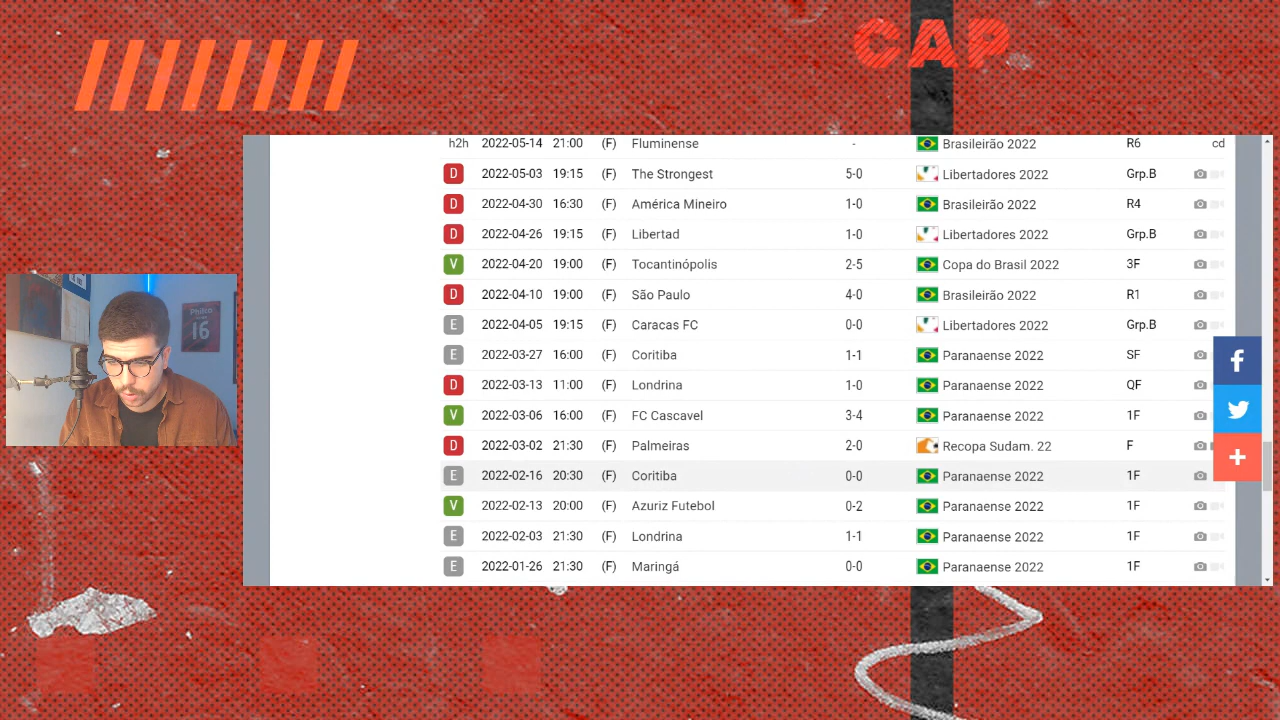 CAP
h2h 2022-05-14 21:00 (F) Fluminense - Brasileirão 2022 R6 cd
D 2022-05-03 19:15 (F) The Strongest 5-0 Libertadores 2022 Grp.B
D 2022-04-30 16:30 (F) América Mineiro 1-0 Brasileirão 2022 R4
D 2022-04-26 19:15 (F) Libertad 1-0 Libertadores 2022 Grp.B
V 2022-04-20 19:00 (F) Tocantinópolis 2-5 Copa do Brasil 2022 3F
D 2022-04-10 19:00 (F) São Paulo 4-0 Brasileirão 2022 R1
E 2022-04-05 19:15 (F) Caracas FC 0-0 Libertadores 2022 Grp.B
E 2022-03-27 16:00 (F) Coritiba 1-1 Paranaense 2022 SF
D 2022-03-13 11:00 (F) Londrina 1-0 Paranaense 2022 QF
V 2022-03-06 16:00 (F) FC Cascavel 3-4 Paranaense 2022 1F
D 2022-03-02 21:30 (F) Palmeiras 2-0 Recopa Sudam. 22 F
E 2022-02-16 20:30 (F) Coritiba 0-0 Paranaense 2022 1F
V 2022-02-13 20:00 (F) Azuriz Futebol 0-2 Paranaense 2022 1F
E 2022-02-03 21:30 (F) Londrina 1-1 Paranaense 2022 1F
E 2022-01-26 21:30 (F) Maringá 0-0 Paranaense 2022 1F
16